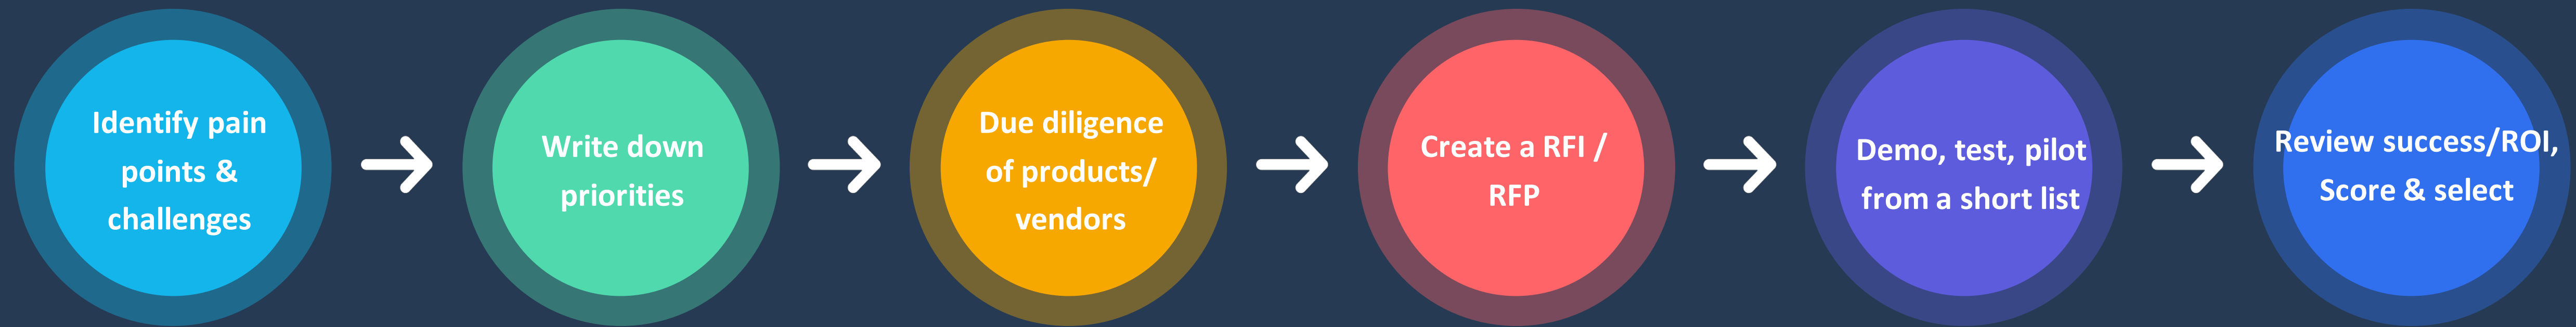 Identify pain
points &
challenges
Write down
priorities
Due diligence
of products/
vendors
Create a RFI /
RFP
Demo, test, pilot
from a short list
Review success/ROI,
Score & select